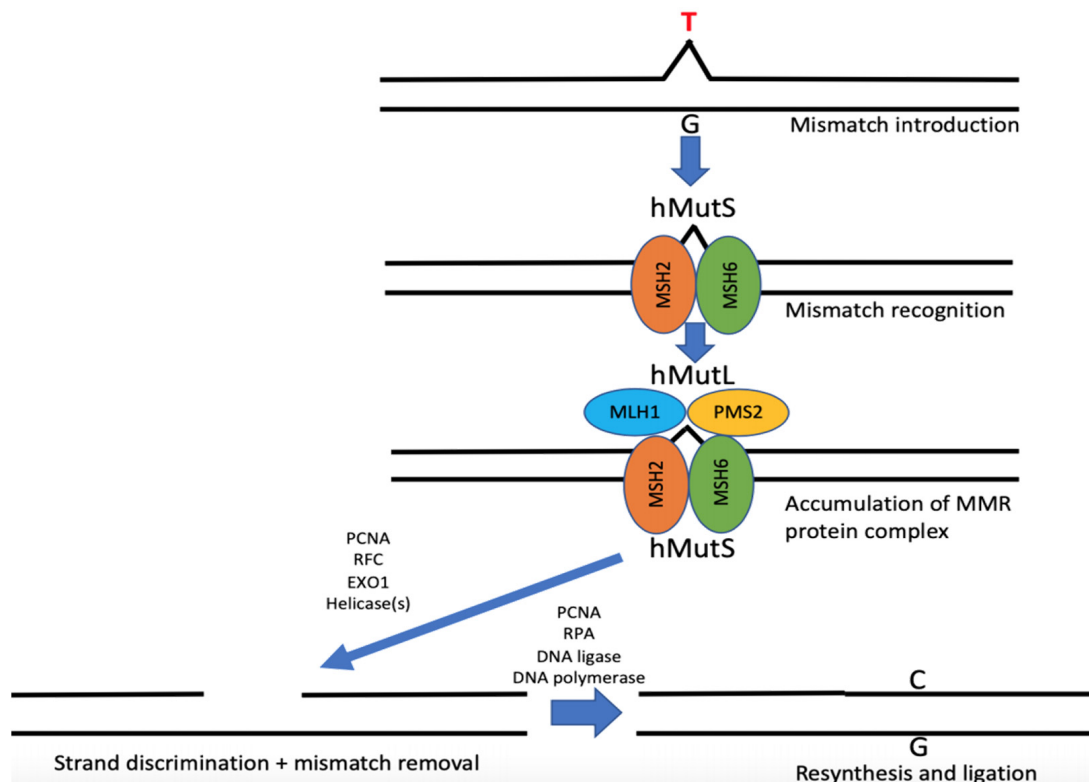 T
G
Mismatch introduction
hMutS
MSH2
MSH6
Mismatch recognition
hMutL
MLH1
PMS2
MSH2
MSH6
Accumulation of MMR
protein complex
hMutS
PCNA
RFC
EXO1
Helicase(s)
PCNA
RPA
DNA ligase
DNA polymerase
C
G
Strand discrimination + mismatch removal
Resynthesis and ligation